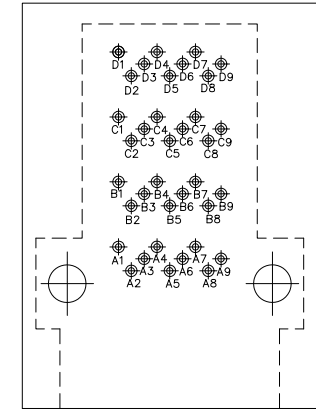 D1 D4 D7
D3 D6 D9
D2 D5 D8
C1 C4 C7
C3 C6 C9
C2 C5 C8
B1 B4 B7
B3 B6 B9
B2 B5 B8
A1 A4 A7
A3 A6 A9
A2 A5 A8